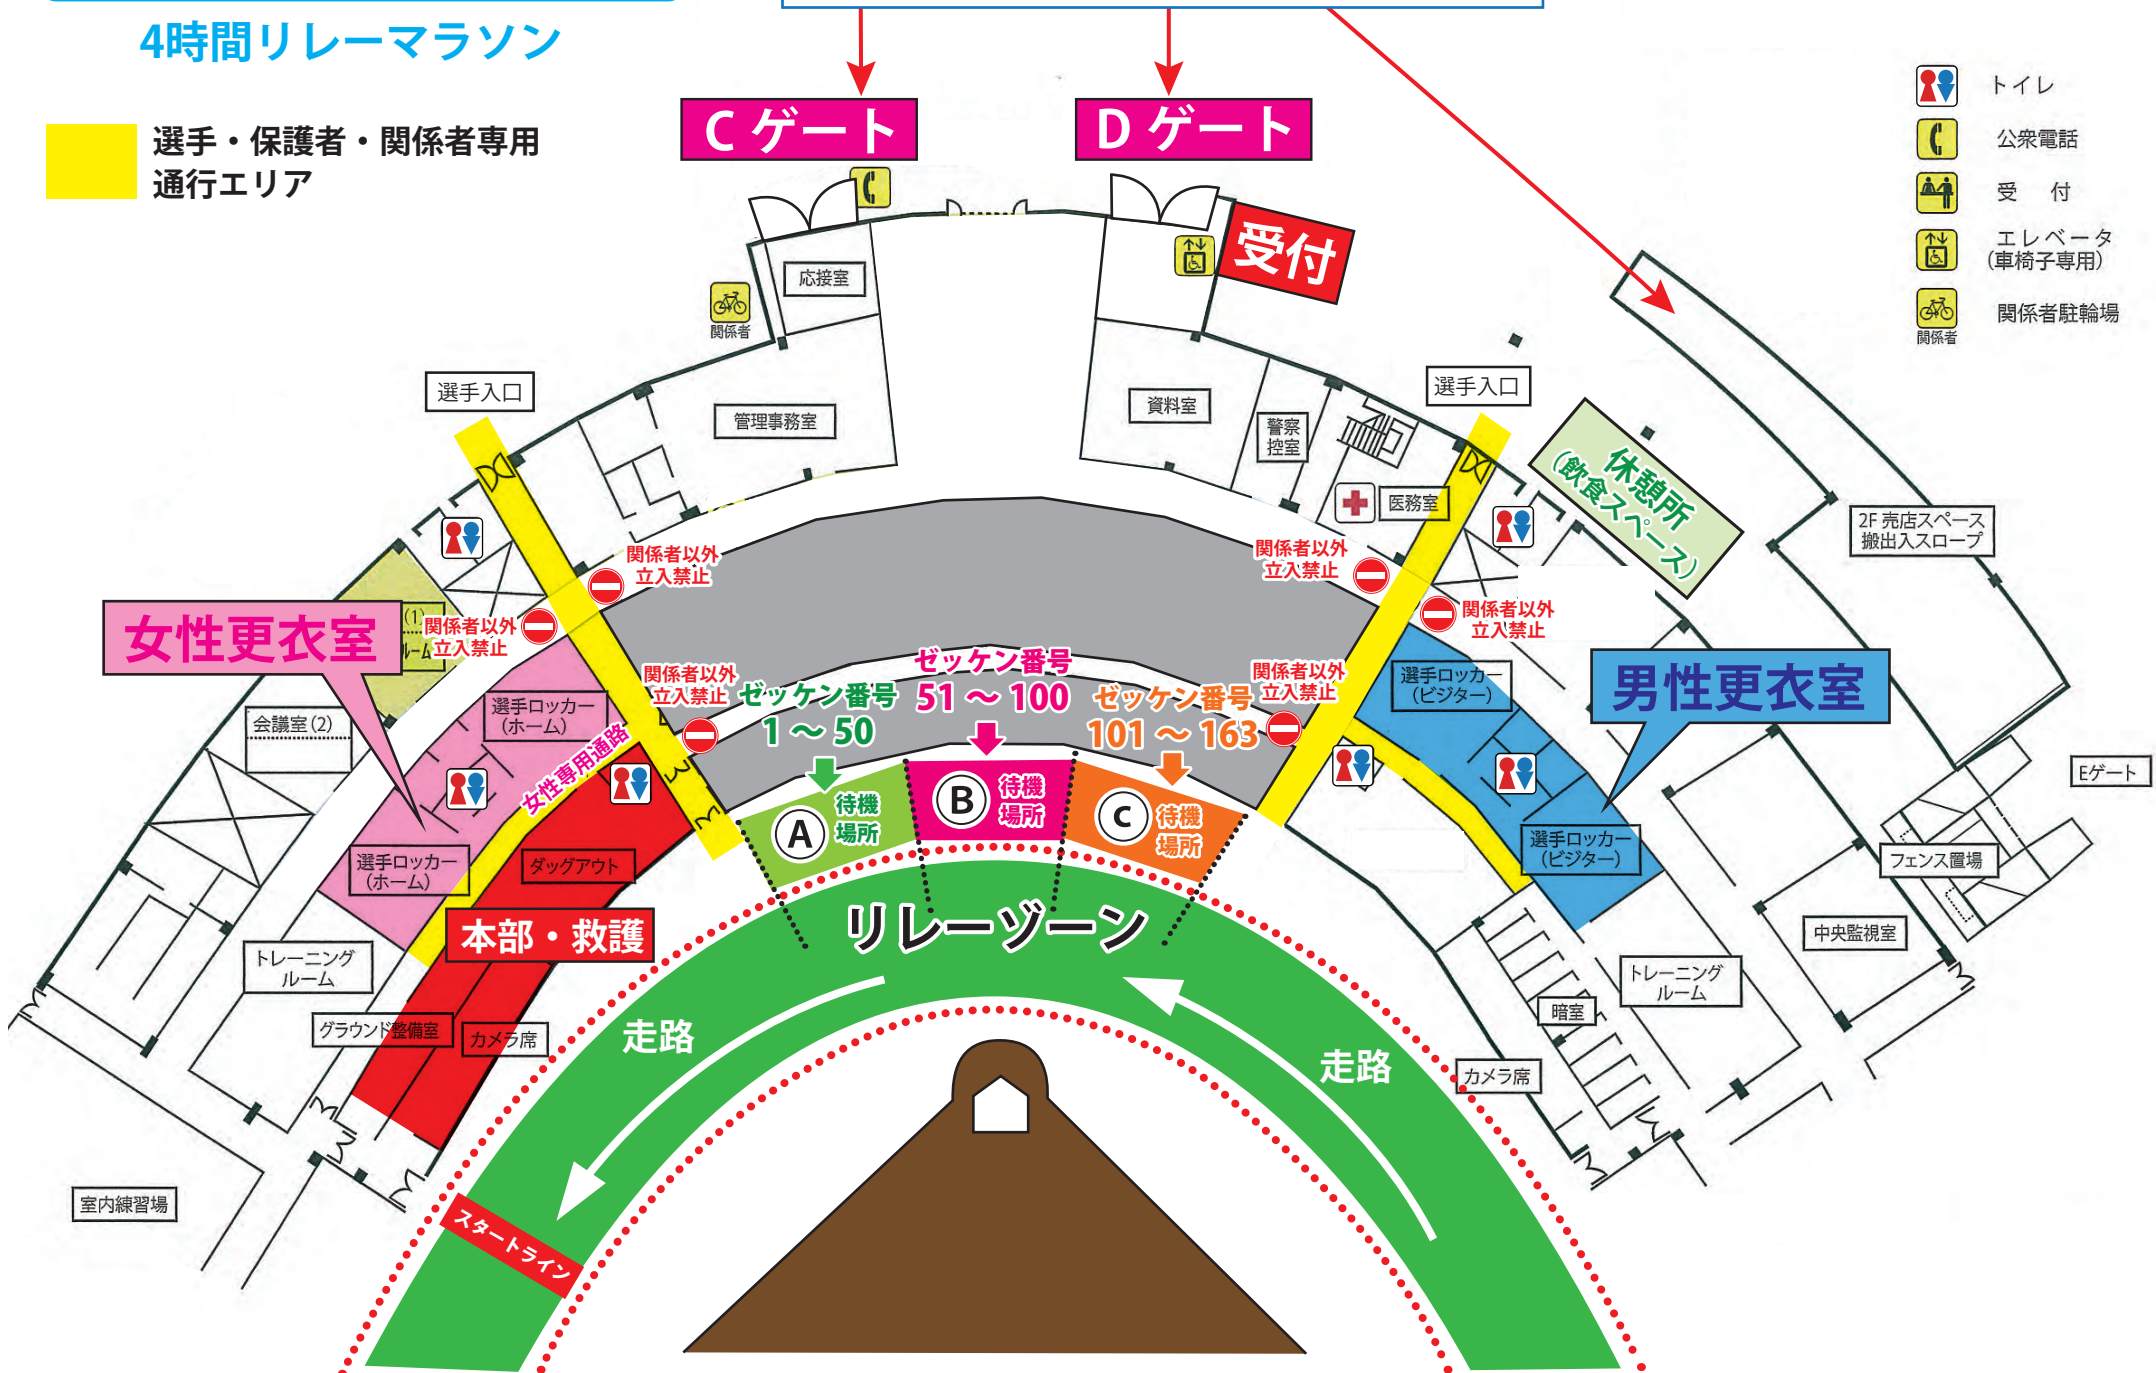 4時間リレーマラソン
選手・保護者・関係者専用
通行エリア
C ゲート
D ゲート
トイレ
公衆電話
受　付
エレベータ
(車椅子専用)
関係者
関係者駐輪場
受付
応接室
関係者
選手入口
管理事務室
資料室
警察
控室
医務室
選手入口
休憩所
(飲食スペース)
2F 売店スペース
搬出入スロープ
関係者以外
立入禁止
関係者以外
立入禁止
関係者以外
立入禁止
関係者以外
立入禁止
関係者以外
立入禁止
関係者以外
立入禁止
女性更衣室
(1)
ルーム
会議室(2)
選手ロッカー
(ホーム)
女性専用通路
選手ロッカー
(ホーム)
ダッグアウト
本部・救護
トレーニング
ルーム
グラウンド整備室
カメラ席
室内練習場
ゼッケン番号
1 ～ 50
ゼッケン番号
51 ～ 100
ゼッケン番号
101 ～ 163
A
待機
場所
B
待機
場所
C
待機
場所
リレーゾーン
走路
走路
スタートライン
選手ロッカー
(ビジター)
男性更衣室
選手ロッカー
(ビジター)
Eゲート
フェンス置場
中央監視室
トレーニング
ルーム
暗室
カメラ席